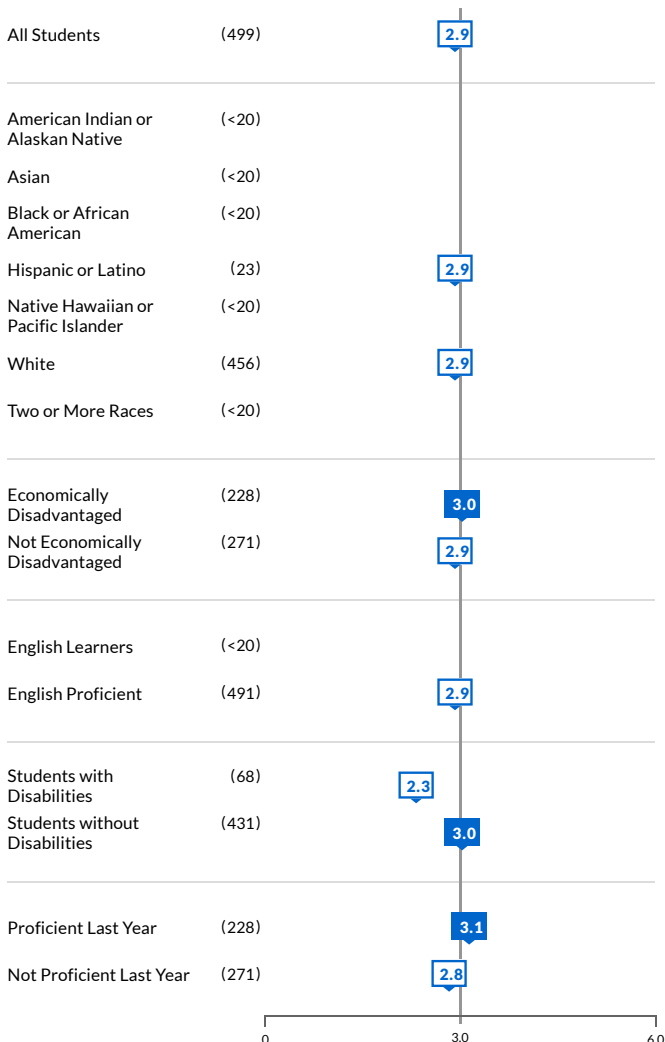 All Students (499) 2.9
American Indian or (<20)
Alaskan Native
Asian (<20)
Black or African (<20)
American
Hispanic or Latino (23) 2.9
Native Hawaiian or (<20)
Pacific Islander
White (456) 2.9
Two or More Races (<20)
Economically (228) 3.0
Disadvantaged
Not Economically (271) 2.9
Disadvantaged
English Learners (<20)
English Proficient (491) 2.9
Students with (68) 2.3
Disabilities
Students without (431) 3.0
Disabilities
Proficient Last Year (228) 3.1
Not Proficient Last Year (271) 2.8
0 3.0 6.0